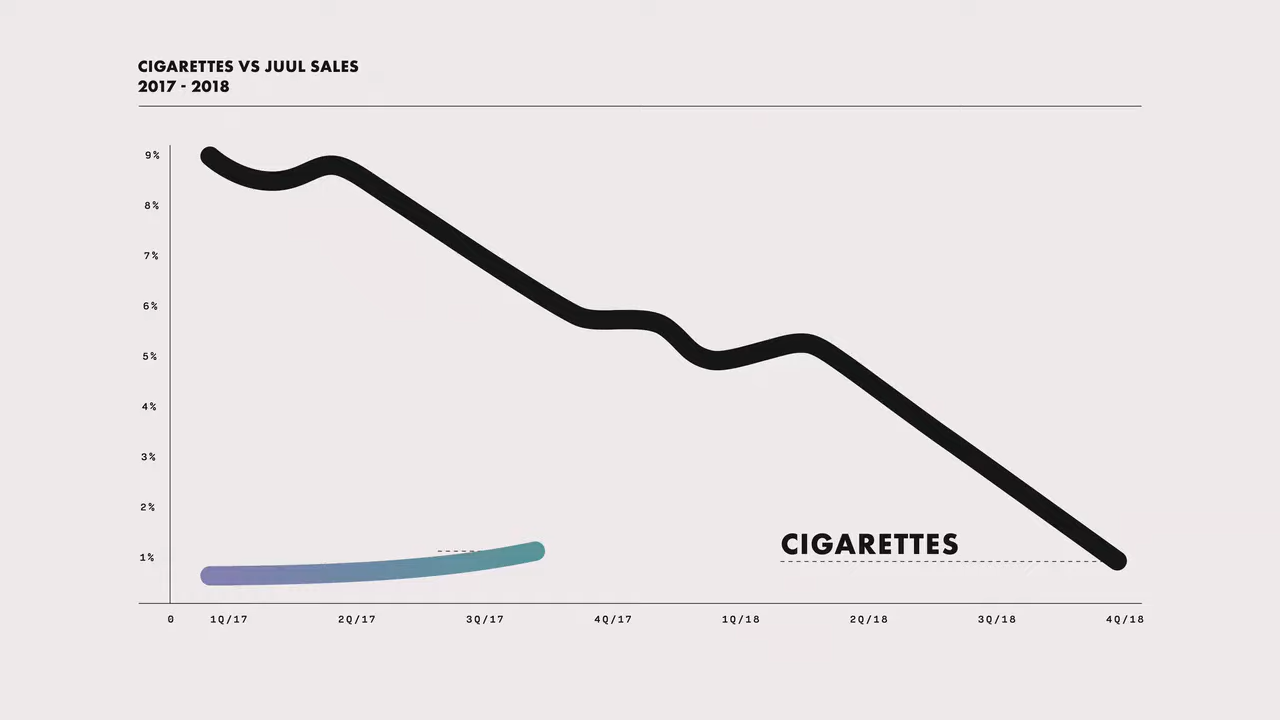 CIGARETTES VS JUUL SALES
2017 - 2018
9%
8%
7%
6%
5%
4%
3%
2%
1%
CIGARETTES
0 1Q/17 2Q/17 3Q/17 4Q/17 1Q/18 2Q/18 3Q/18 4Q/18